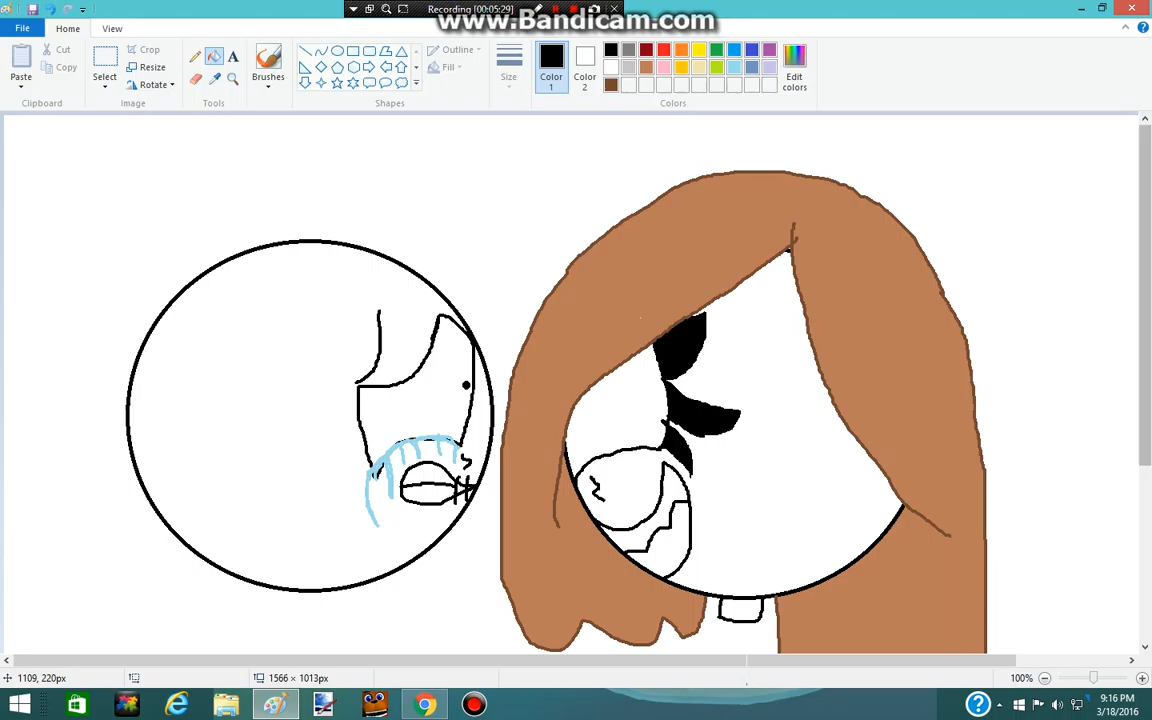 Recording [00:05:29]
www.Bandicam.com
File
Home
View
Paste
Cut
Copy
Clipboard
Select
Crop
Resize
Rotate
Image
A
Tools
Brushes
Outline
Fill
Shapes
Size
Color 1
Color 2
Edit colors
Colors
1109, 220px
1566 × 1013px
100%
9:16 PM
3/18/2016